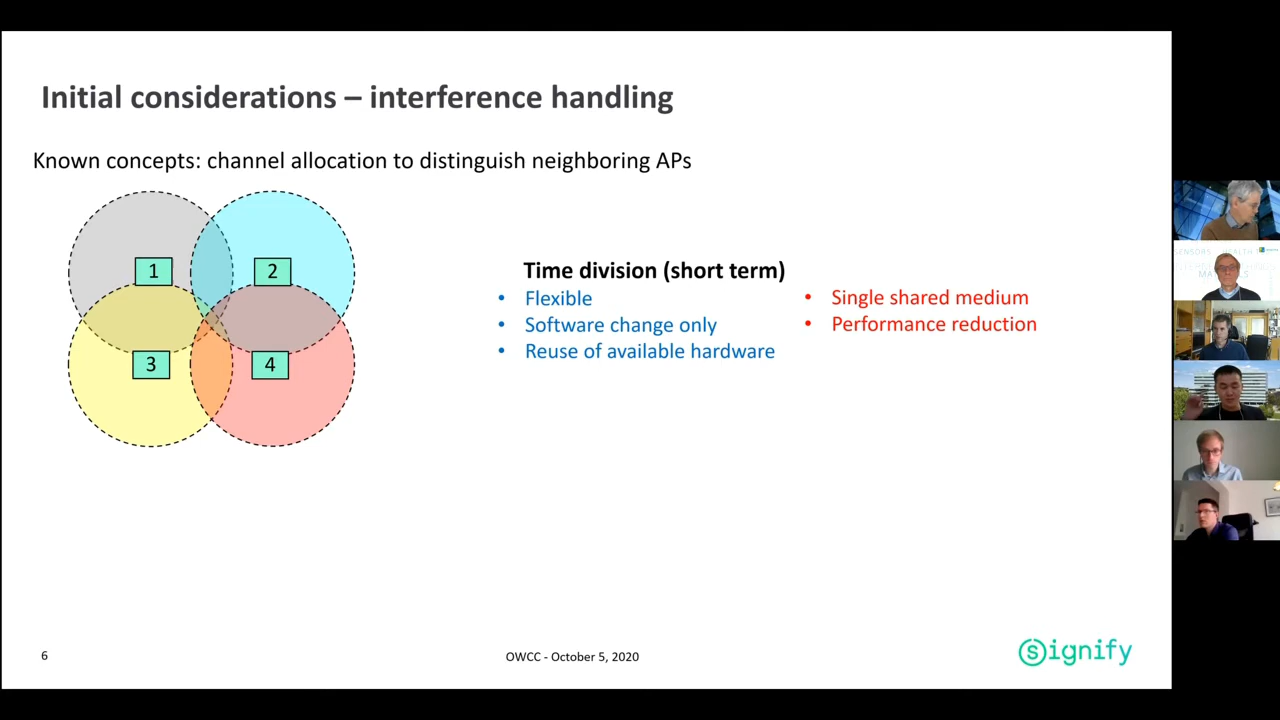 Initial considerations – interference handling
Known concepts: channel allocation to distinguish neighboring APs
1
2
3
4
Time division (short term)
• Flexible
• Software change only
• Reuse of available hardware
• Single shared medium
• Performance reduction
6
OWCC - October 5, 2020
Signify